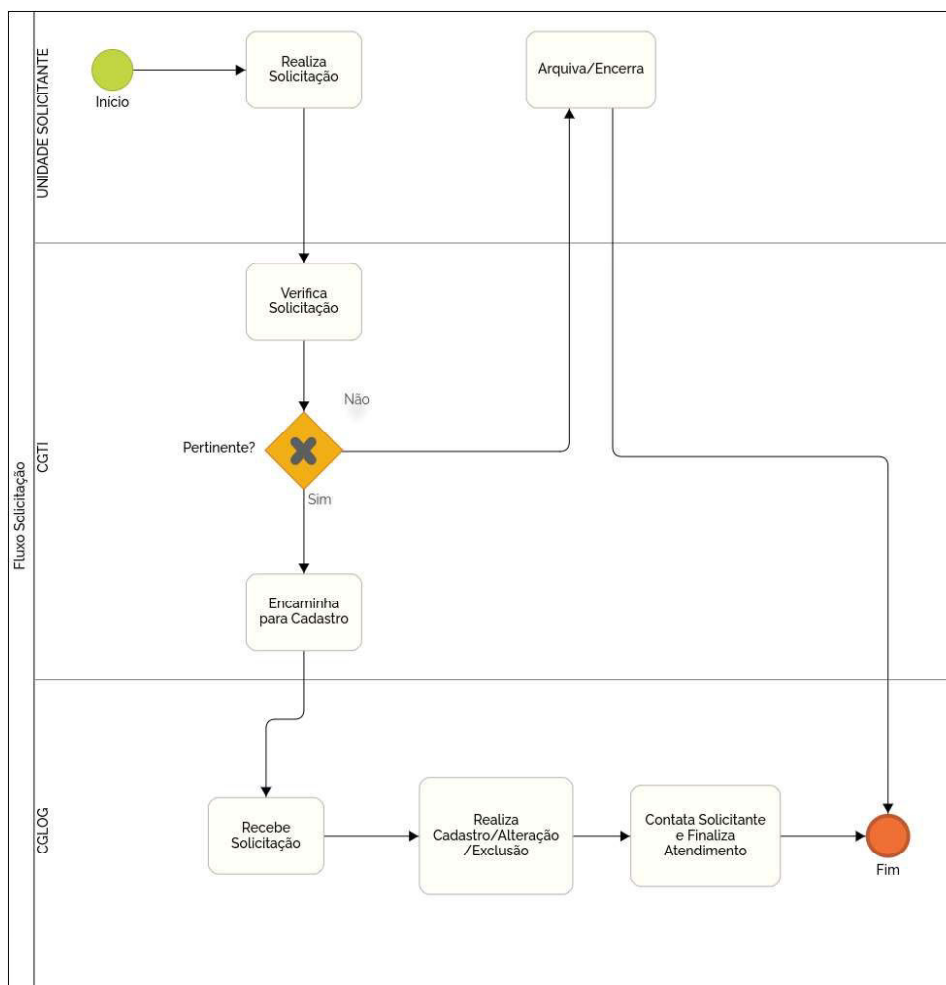 Fluxo Solicitação
UNIDADE SOLICITANTE
Início
Realiza
Solicitação
Arquiva/Encerra
CGTI
Verifica
Solicitação
Não
Pertinente?
Sim
Encaminha
para Cadastro
CGLOG
Recebe
Solicitação
Realiza
Cadastro/Alteração
/Exclusão
Contata Solicitante
e Finaliza
Atendimento
Fim